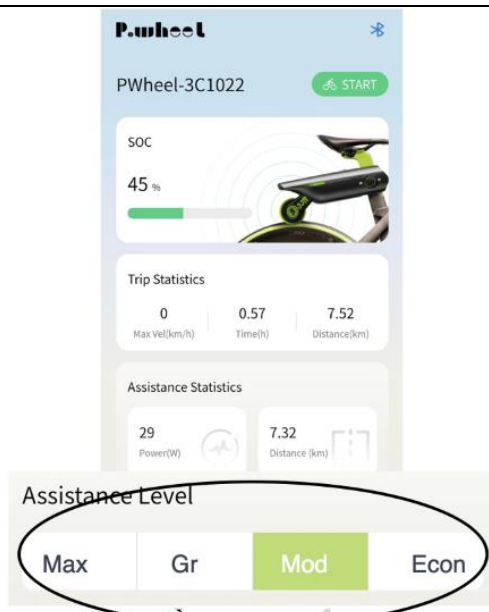 P.wheel
PWheel-3C1022
START
SOC
45 %
Trip Statistics
0 0.57 7.52
Max Vel(km/h) Time(h) Distance(km)
Assistance Statistics
29 7.32
Power(W) Distance (km)
Assistance Level
Max Gr Mod Econ